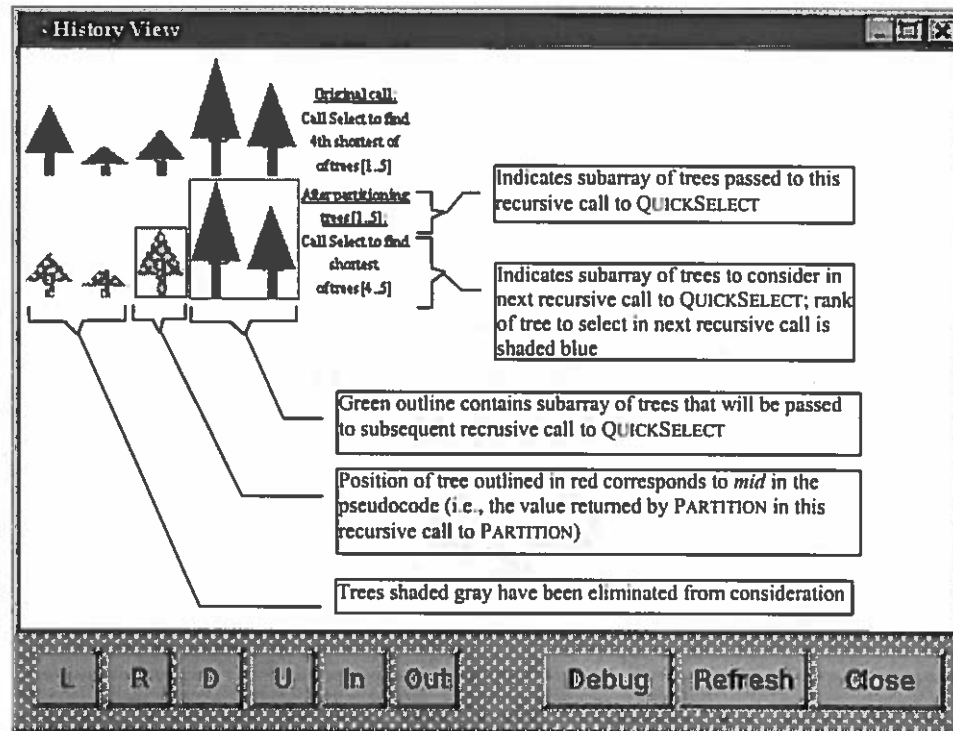 History View
Original call:
Call Select to find
4th shortest of
of trees [1..5]
After partitioning
trees [1..5]:
Call Select to find
shortest
of trees [4..5]
Indicates subarray of trees passed to this
recursive call to QUICKSELECT
Indicates subarray of trees to consider in
next recursive call to QUICKSELECT; rank
of tree to select in next recursive call is
shaded blue
Green outline contains subarray of trees that will be passed
to subsequent recrusive call to QUICKSELECT
Position of tree outlined in red corresponds to mid in the
pseudocode (i.e., the value returned by PARTITION in this
recursive call to PARTITION)
Trees shaded gray have been eliminated from consideration
L R D U In Out Debug Refresh Close